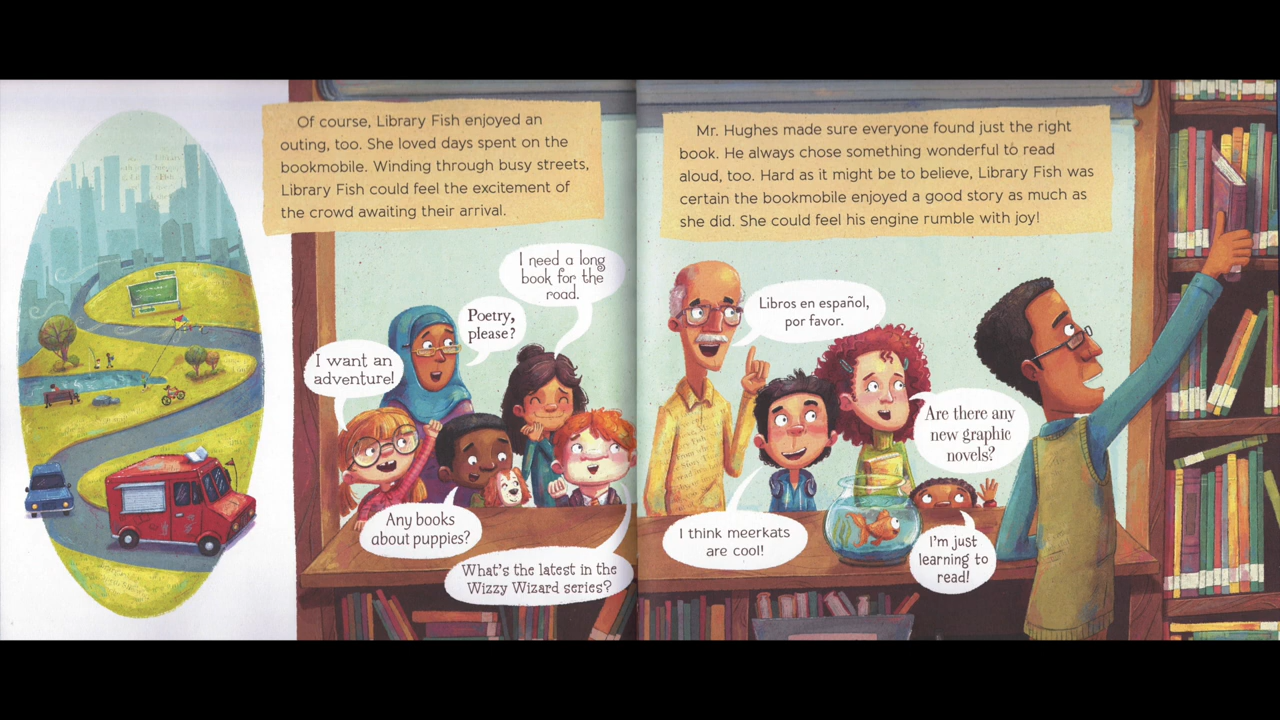 Of course, Library Fish enjoyed an
outing, too. She loved days spent on the
bookmobile. Winding through busy streets,
Library Fish could feel the excitement of
the crowd awaiting their arrival.
I need a long
book for the
road.
Poetry,
please?
I want an
adventure!
Any books
about puppies?
What's the latest in the
Wizzy Wizard series?
Mr. Hughes made sure everyone found just the right
book. He always chose something wonderful to read
aloud, too. Hard as it might be to believe, Library Fish was
certain the bookmobile enjoyed a good story as much as
she did. She could feel his engine rumble with joy!
Libros en español,
por favor.
Are there any
new graphic
novels?
I think meerkats
are cool!
I'm just
learning to
read!